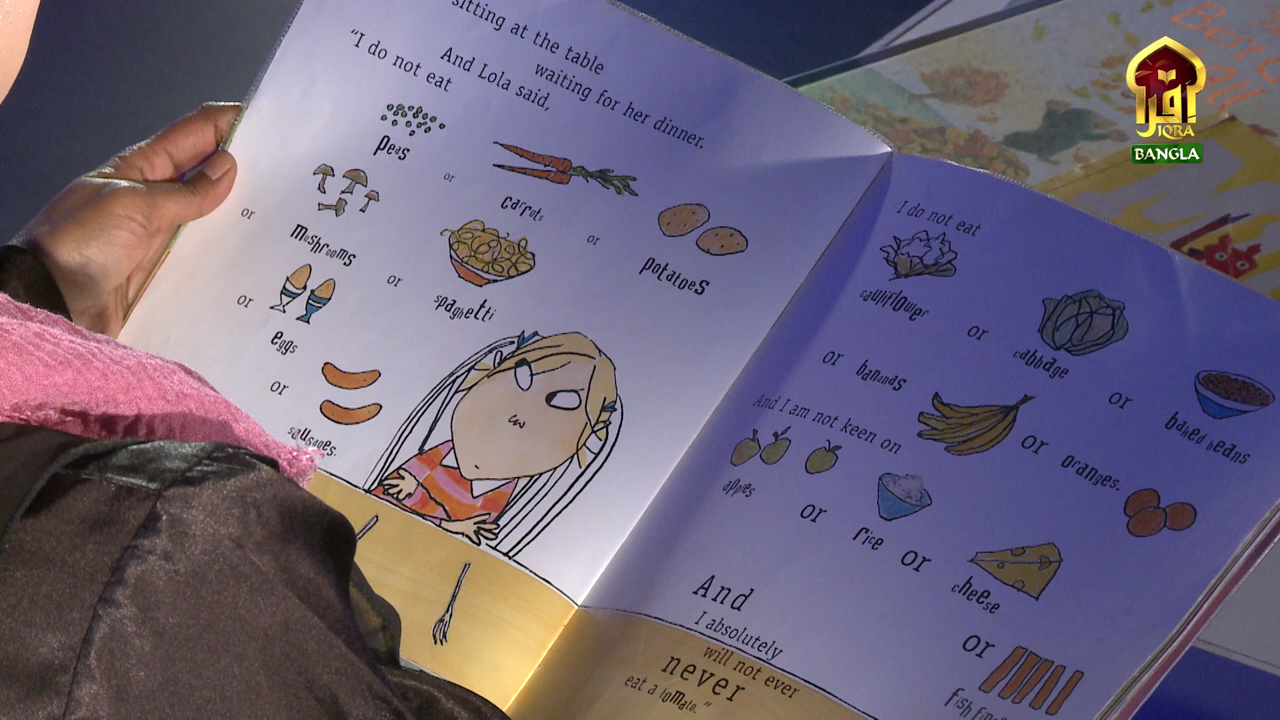 sitting at the table
waiting for her dinner.
And Lola said,
"I do not eat
peas
or
carrots
or
potatoes
or
mushrooms
or
spaghetti
or
eggs
or
sausages.
I do not eat
cauliflower
or
cabbage
or
baked beans
or bananas
or oranges.
And I am not keen on
apples
or rice
or cheese
or
fish
And
I absolutely
will not ever
never
eat a tomato."
Best
اقرأ
IQRA
BANGLA